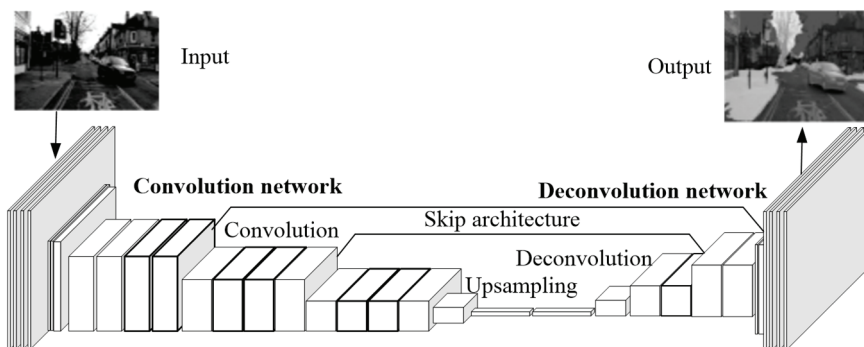 Input
Output
Convolution network
Deconvolution network
Skip architecture
Convolution
Deconvolution
Upsampling